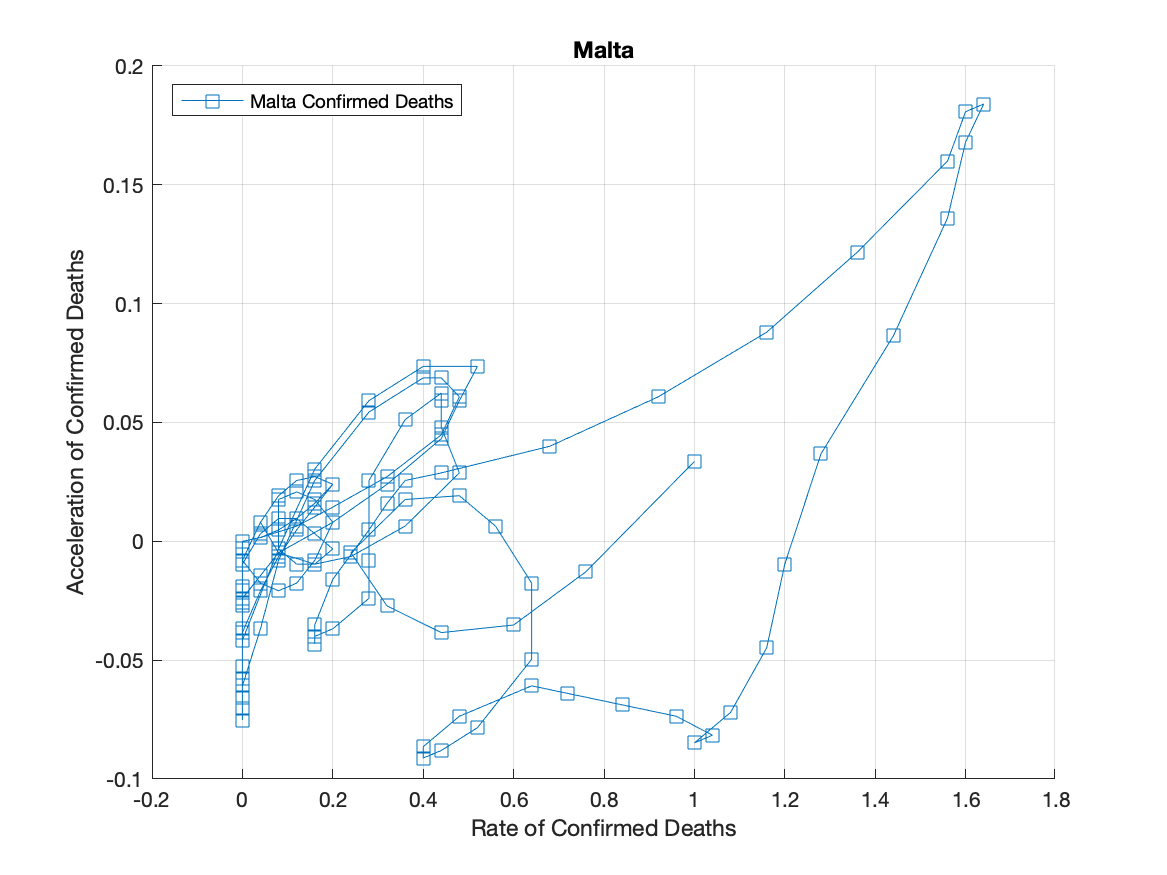 Malta
0.2
Malta Confirmed Deaths
0.15
0.1
0.05
0
-0.05
-0.1
Acceleration of Confirmed Deaths
-0.2 0 0.2 0.4 0.6 0.8 1 1.2 1.4 1.6 1.8
Rate of Confirmed Deaths